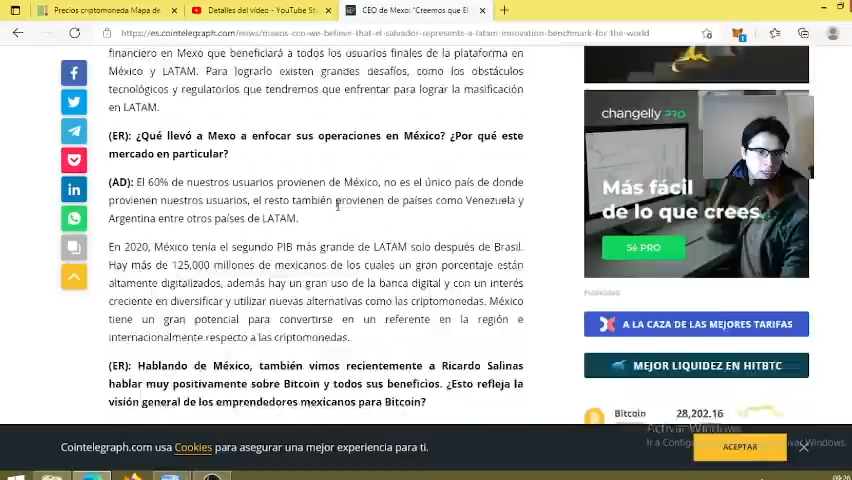 Precios criptomoneda Mapa de
Detalles del vídeo - YouTube St
CEO de Mexo: "Creemos que El
https://es.cointelegraph.com/news/mexos-ceo-we-believe-that-el-salvador-represents-a-latam-innovation-benchmark-for-the-world
financiero en Mexo que beneficiará a todos los usuarios finales de la plataforma en
México y LATAM. Para lograrlo existen grandes desafíos, como los obstáculos
tecnológicos y regulatorios que tendremos que enfrentar para lograr la masificación
en LATAM.
(ER): ¿Qué llevó a Mexo a enfocar sus operaciones en México? ¿Por qué este
mercado en particular?
(AD): El 60% de nuestros usuarios provienen de México, no es el único país de donde
provienen nuestros usuarios, el resto también provienen de países como Venezuela y
Argentina entre otros países de LATAM.
En 2020, México tenía el segundo PIB más grande de LATAM solo después de Brasil.
Hay más de 125,000 millones de mexicanos de los cuales un gran porcentaje están
altamente digitalizados, además hay un gran uso de la banca digital y con un interés
creciente en diversificar y utilizar nuevas alternativas como las criptomonedas. México
tiene un gran potencial para convertirse en un referente en la región e
internacionalmente respecto a las criptomonedas.
(ER): Hablando de México, también vimos recientemente a Ricardo Salinas
hablar muy positivamente sobre Bitcoin y todos sus beneficios. ¿Esto refleja la
visión general de los emprendedores mexicanos para Bitcoin?
changelly PRO
Más fácil
de lo que crees
Sé PRO
Publicidad
A LA CAZA DE LAS MEJORES TARIFAS
MEJOR LIQUIDEZ EN HITBTC
Bitcoin 28,202.16
Activar Windows
Cointelegraph.com usa Cookies para asegurar una mejor experiencia para ti.
ACEPTAR
09:26